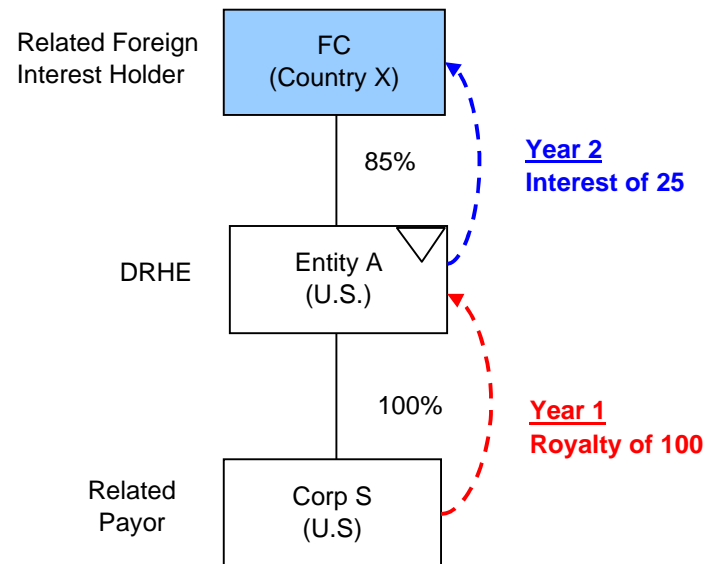 Related Foreign
Interest Holder
FC
(Country X)
85%
Year 2
Interest of 25
DRHE
Entity A
(U.S.)
100%
Year 1
Royalty of 100
Related
Payor
Corp S
(U.S)